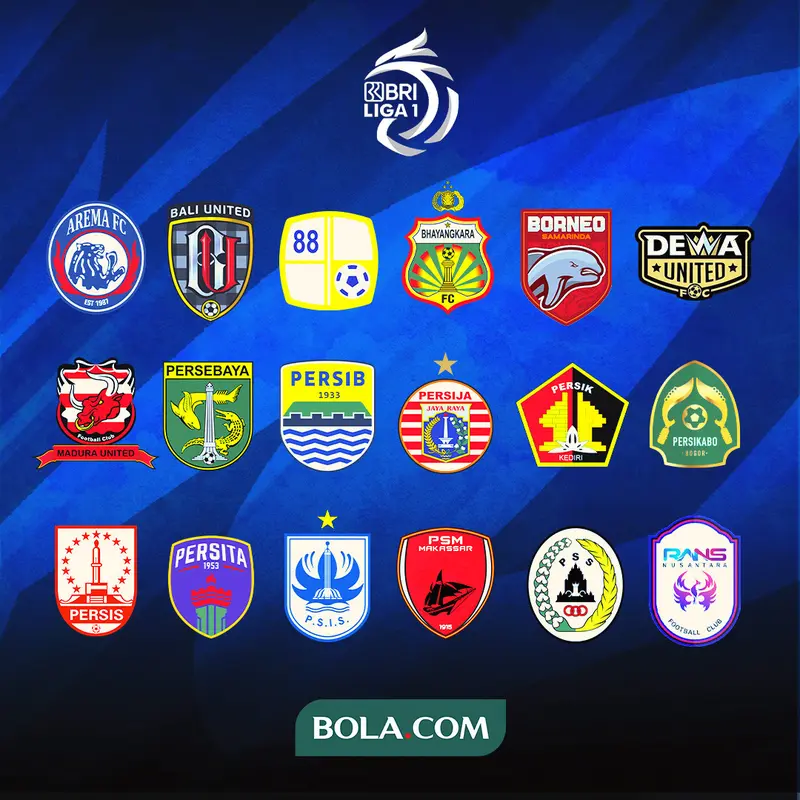 BRI
LIGA 1
AREMA FC
EST 1987
BALI UNITED
88
BHAYANGKARA
FC
BORNEO
SAMARINDA
DEWA
UNITED
FC
Football Club
MADURA UNITED
PERSEBAYA
PERSIB
1933
PERSIJA
JAYA RAYA
PERSIK
KEDIRI
PERSIKABO
BOGOR
PERSIS
PERSITA
1953
P.S.I.S.
PSM
MAKASSAR
1915
PSS
RANS
NUSANTARA
FOOTBALL CLUB
BOLA.COM